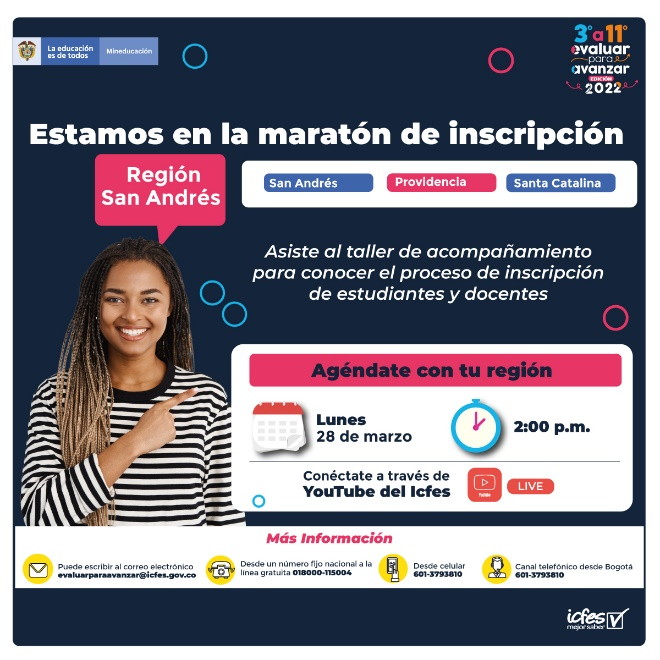 La educación
es de todos
Mineducación
3° a 11°
evaluar
para
avanzar
EDICIÓN
2022
Estamos en la maratón de inscripción
Región
San Andrés
San Andrés
Providencia
Santa Catalina
Asiste al taller de acompañamiento
para conocer el proceso de inscripción
de estudiantes y docentes
Agéndate con tu región
Lunes
28 de marzo
2:00 p.m.
Conéctate a través de
YouTube del Icfes
YouTube
LIVE
Más Información
Puede escribir al correo electrónico
evaluarparaavanzar@icfes.gov.co
Desde un número fijo nacional a la
línea gratuita 018000-115004
Desde celular
601-3793810
Canal telefónico desde Bogotá
601-3793810
icfes
mejor saber